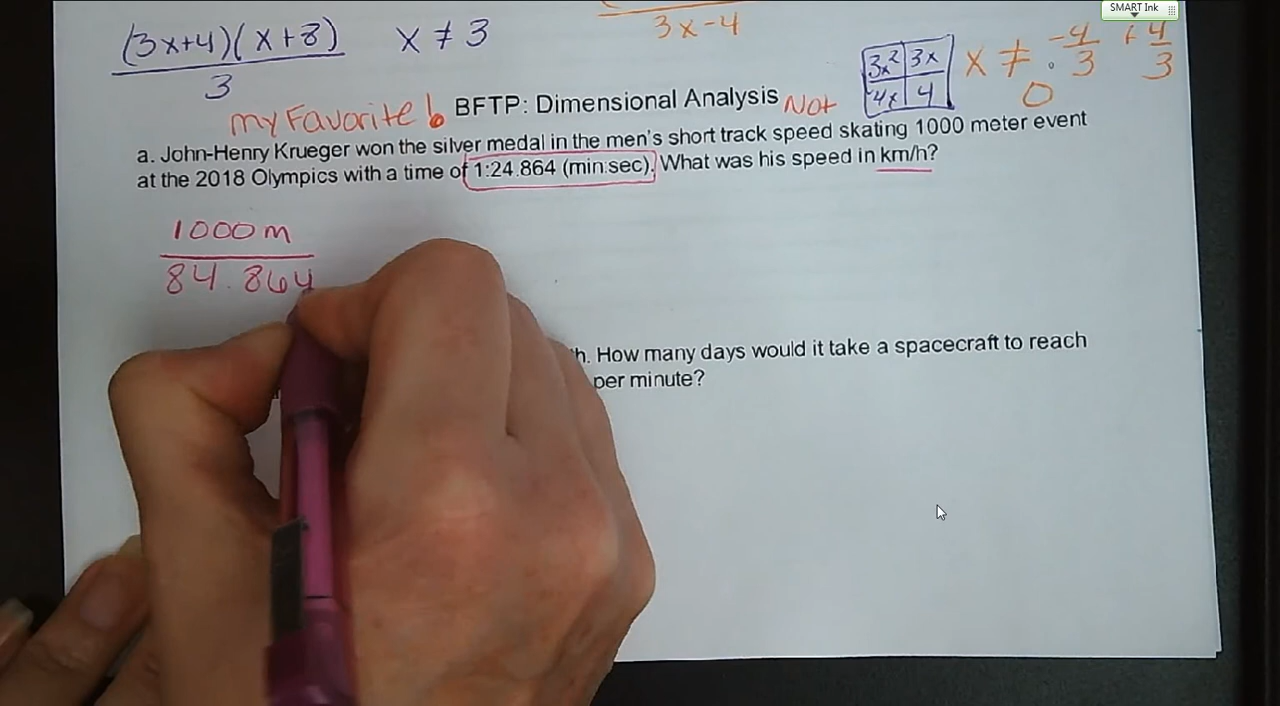 SMART Ink
(3x+4)(x+8)
3
x ≠ 3
3x-4
3x² 3x
4x 4
x ≠ 0
-4/3
+4/3
my Favorite! BFTP: Dimensional Analysis Not
a. John-Henry Krueger won the silver medal in the men's short track speed skating 1000 meter event
at the 2018 Olympics with a time of 1:24.864 (min:sec). What was his speed in km/h?
1000 m
84.864
h. How many days would it take a spacecraft to reach
per minute?